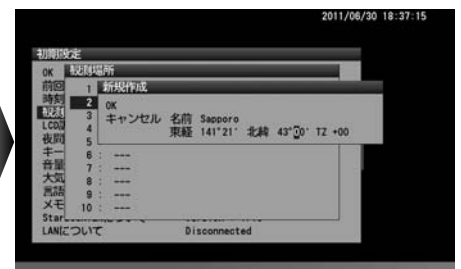 2011/06/30 18:37:15
初期設定
OK 観測場所
前回 1 新規作成
時刻 2 OK
観測 3 キャンセル 名前 Sapporo
LCD 4 東経 141°21' 北緯 43°00' TZ +00
夜間 5
キー 6 : ---
音量 7 : ---
大気 8 : ---
言語 9 : ---
メモ 10 : ---
Star
LANについて Disconnected